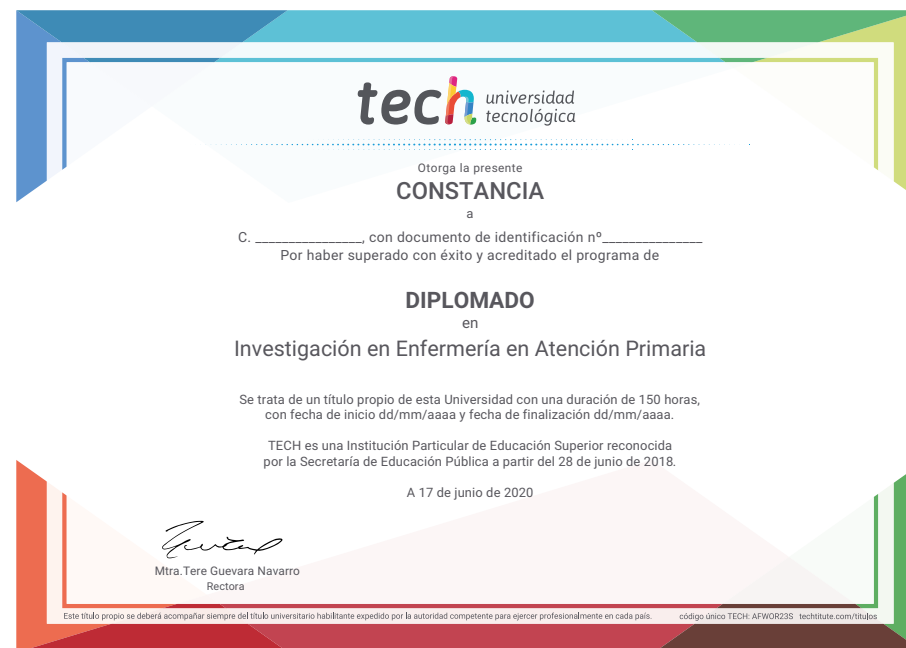 tech universidad
tecnológica
Otorga la presente
CONSTANCIA
a
C. ________________, con documento de identificación nº_______________
Por haber superado con éxito y acreditado el programa de
DIPLOMADO
en
Investigación en Enfermería en Atención Primaria
Se trata de un título propio de esta Universidad con una duración de 150 horas,
con fecha de inicio dd/mm/aaaa y fecha de finalización dd/mm/aaaa.
TECH es una Institución Particular de Educación Superior reconocida
por la Secretaría de Educación Pública a partir del 28 de junio de 2018.
A 17 de junio de 2020
Mtra.Tere Guevara Navarro
Rectora
Este título propio se deberá acompañar siempre del título universitario habilitante expedido por la autoridad competente para ejercer profesionalmente en cada país. código único TECH: AFWOR23S techtitute.com/titulos